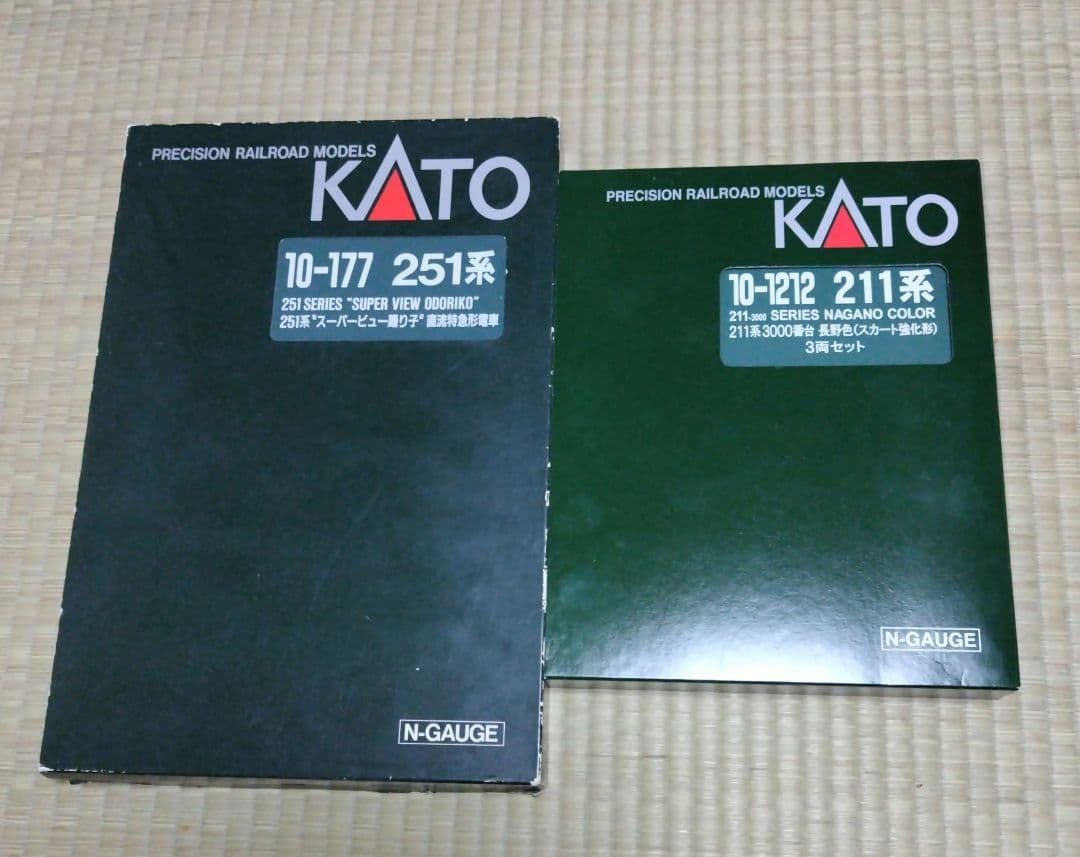 PRECISION RAILROAD MODELS
KATO
10-177 251系
251 SERIES "SUPER VIEW ODORIKO"
251系"スーパービュー踊り子" 直流特急形電車
N-GAUGE
PRECISION RAILROAD MODELS
KATO
10-1212 211系
211-3000 SERIES NAGANO COLOR
211系3000番台 長野色(スカート強化形)
3両セット
N-GAUGE